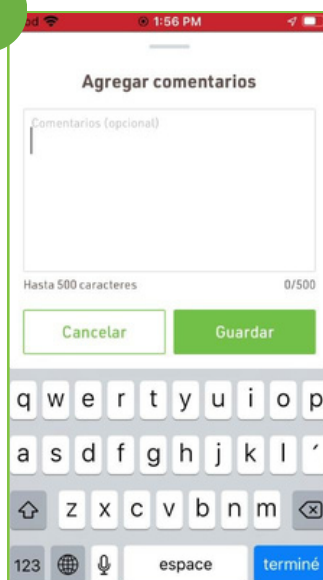 1:56 PM
Agregar comentarios
Comentarios (opcional)
Hasta 500 caracteres 0/500
Cancelar Guardar
q w e r t y u i o p
a s d f g h j k l ´
z x c v b n m
123 espace terminé